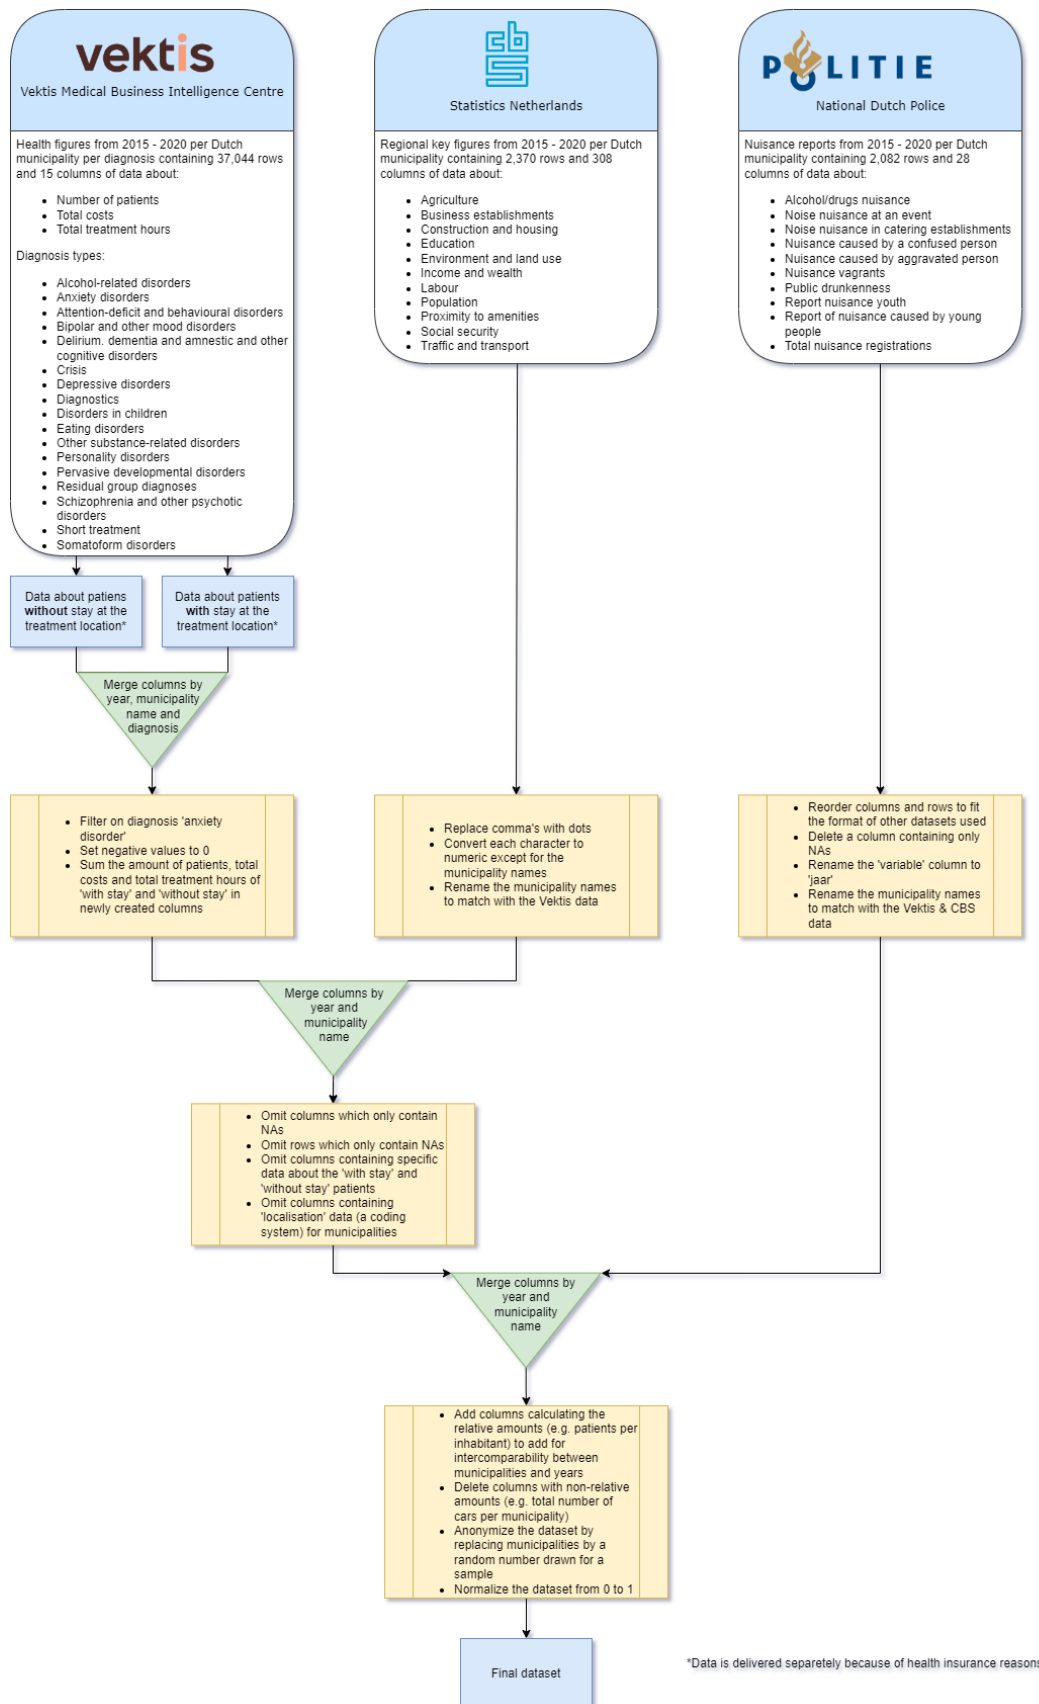 vektis
Vektis Medical Business Intelligence Centre
Health figures from 2015 - 2020 per Dutch
municipality per diagnosis containing 37,044 rows
and 15 columns of data about:
Number of patients
Total costs
Total treatment hours
Diagnosis types:
Alcohol-related disorders
Anxiety disorders
Attention-deficit and behavioural disorders
Bipolar and other mood disorders
Delirium. dementia and amnestic and other
cognitive disorders
Crisis
Depressive disorders
Diagnostics
Disorders in children
Eating disorders
Other substance-related disorders
Personality disorders
Pervasive developmental disorders
Residual group diagnoses
Schizophrenia and other psychotic
disorders
Short treatment
Somatoform disorders
cbs
Statistics Netherlands
Regional key figures from 2015 - 2020 per Dutch
municipality containing 2,370 rows and 308
columns of data about:
Agriculture
Business establishments
Construction and housing
Education
Environment and land use
Income and wealth
Labour
Population
Proximity to amenities
Social security
Traffic and transport
POLITIE
National Dutch Police
Nuisance reports from 2015 - 2020 per Dutch
municipality containing 2,082 rows and 28
columns of data about:
Alcohol/drugs nuisance
Noise nuisance at an event
Noise nuisance in catering establishments
Nuisance caused by a confused person
Nuisance caused by aggravated person
Nuisance vagrants
Public drunkenness
Report nuisance youth
Report of nuisance caused by young
people
Total nuisance registrations
Data about patiens
without stay at the
treatment location*
Data about patients
with stay at the
treatment location*
Merge columns by
year, municipality
name and
diagnosis
Filter on diagnosis 'anxiety
disorder'
Set negative values to 0
Sum the amount of patients, total
costs and total treatment hours of
'with stay' and 'without stay' in
newly created columns
Replace comma's with dots
Convert each character to
numeric except for the
municipality names
Rename the municipality names
to match with the Vektis data
Reorder columns and rows to fit
the format of other datasets used
Delete a column containing only
NAs
Rename the 'variable' column to
'jaar'
Rename the municipality names
to match with the Vektis & CBS
data
Merge columns by
year and
municipality
name
Omit columns which only contain
NAs
Omit rows which only contain NAs
Omit columns containing specific
data about the 'with stay' and
'without stay' patients
Omit columns containing
'localisation' data (a coding
system) for municipalities
Merge columns by
year and
municipality
name
Add columns calculating the
relative amounts (e.g. patients per
inhabitant) to add for
intercomparability between
municipalities and years
Delete columns with non-relative
amounts (e.g. total number of
cars per municipality)
Anonymize the dataset by
replacing municipalities by a
random number drawn for a
sample
Normalize the dataset from 0 to 1
Final dataset
*Data is delivered separetely because of health insurance reasons